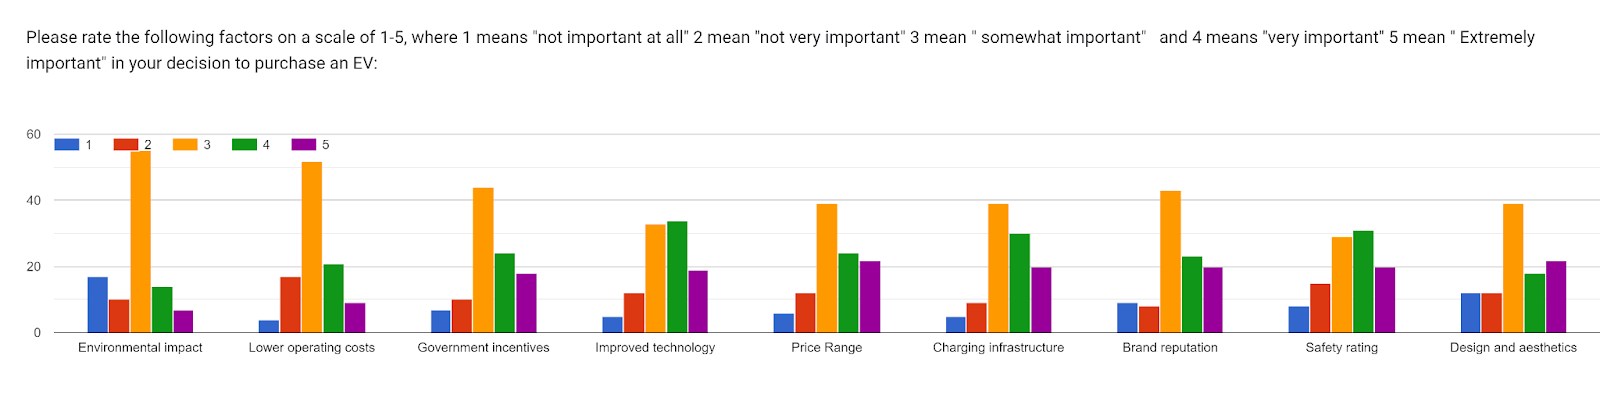 Please rate the following factors on a scale of 1-5, where 1 means "not important at all" 2 mean "not very important" 3 mean " somewhat important"   and 4 means "very important" 5 mean " Extremely
important" in your decision to purchase an EV:
60
1 2 3 4 5
40
20
0
Environmental impact Lower operating costs Government incentives Improved technology Price Range Charging infrastructure Brand reputation Safety rating Design and aesthetics